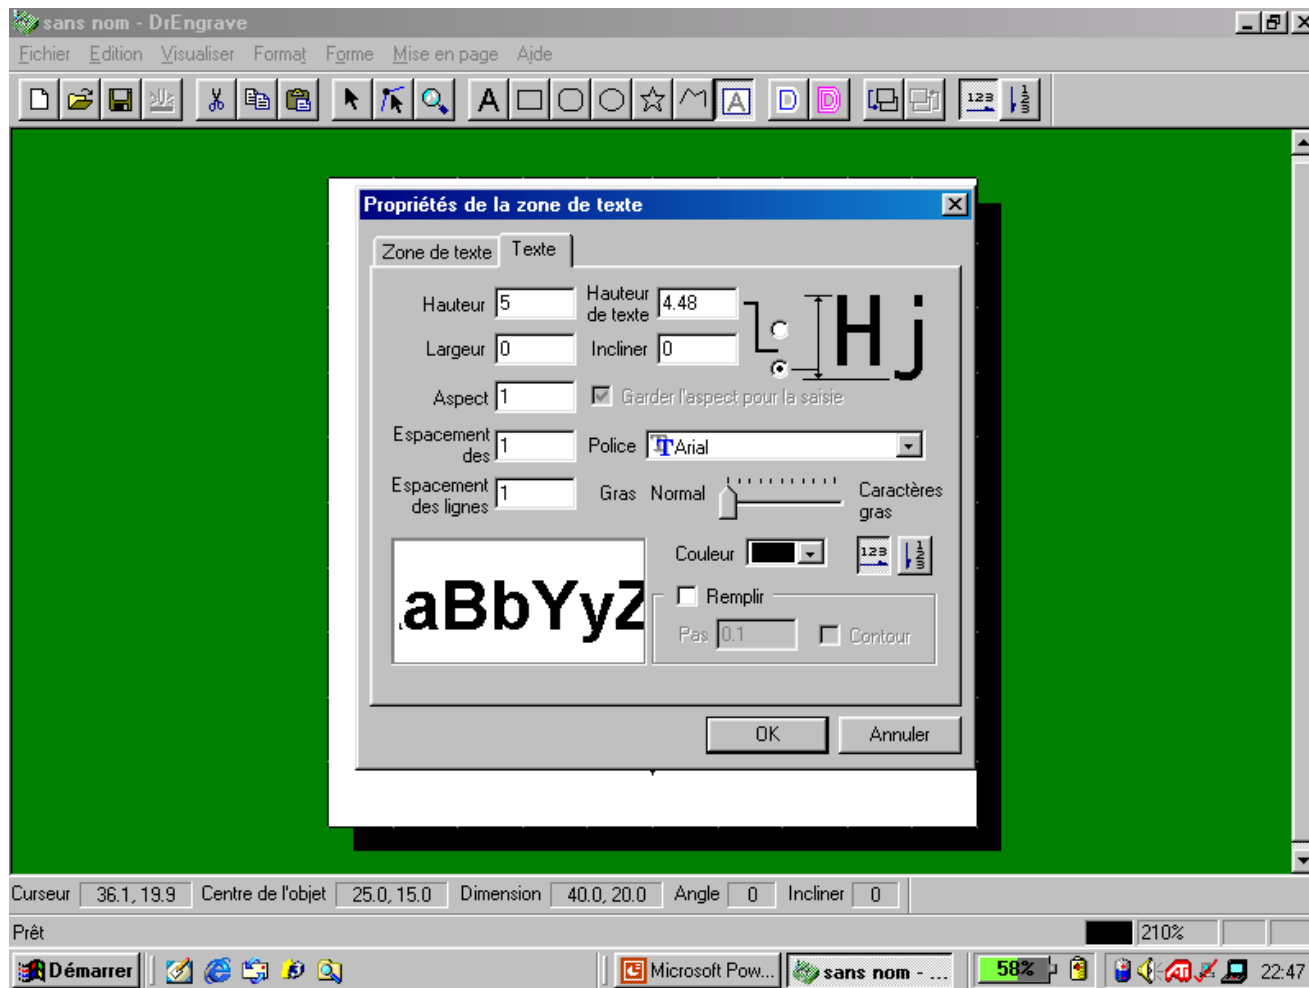 sans nom - DrEngrave
Fichier Edition Visualiser Format Forme Mise en page Aide
A A D D 123 123
Propriétés de la zone de texte
Zone de texte Texte
Hauteur 5 Hauteur de texte 4.48
Hj
Largeur 0 Incliner 0
Aspect 1 Garder l'aspect pour la saisie
Espacement des 1 Police Arial
Espacement des lignes 1 Gras Normal Caractères gras
Couleur 123 123
aBbYyZ
Remplir
Pas 0.1 Contour
OK Annuler
Curseur 36.1, 19.9 Centre de l'objet 25.0, 15.0 Dimension 40.0, 20.0 Angle 0 Incliner 0
Prêt 210%
Démarrer Microsoft Pow... sans nom - ... 58% 22:47